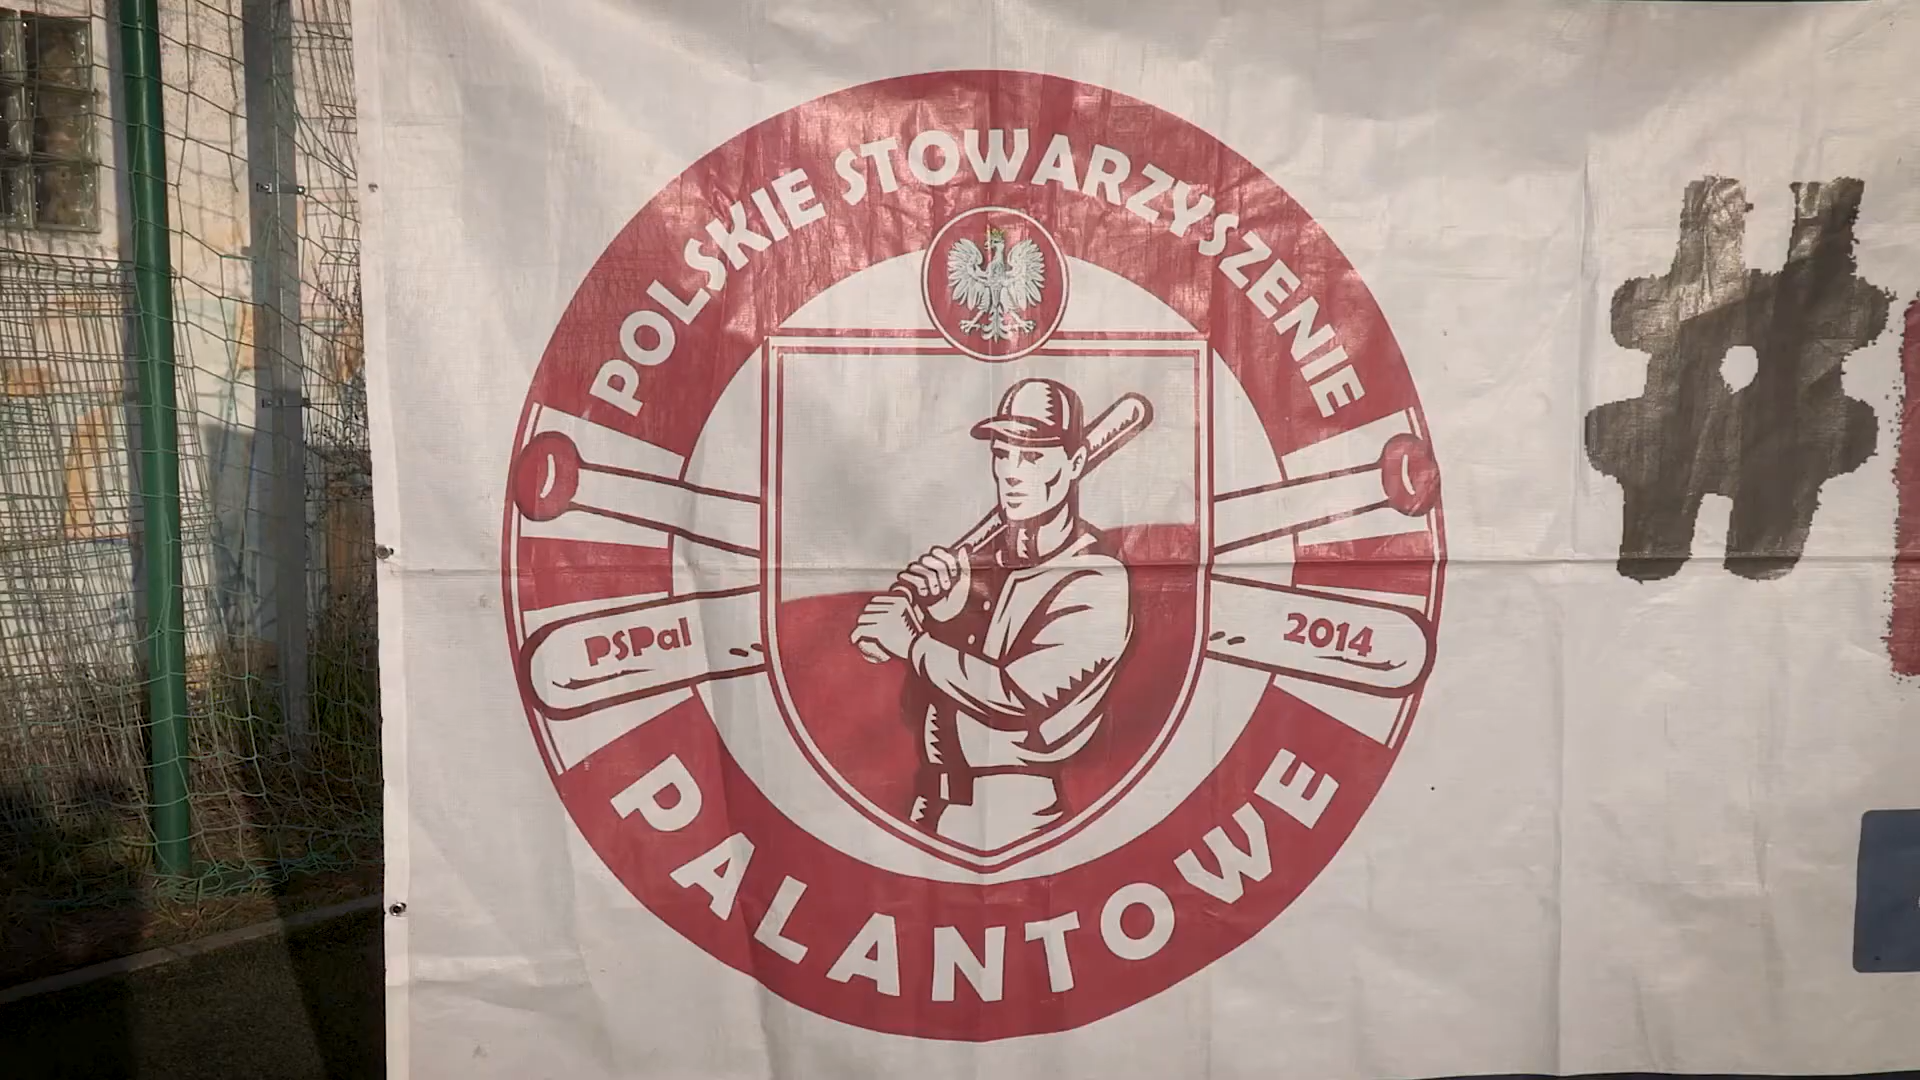 POLSKIE STOWARZYSZENIE
PSPal
2014
PALANTOWE
#